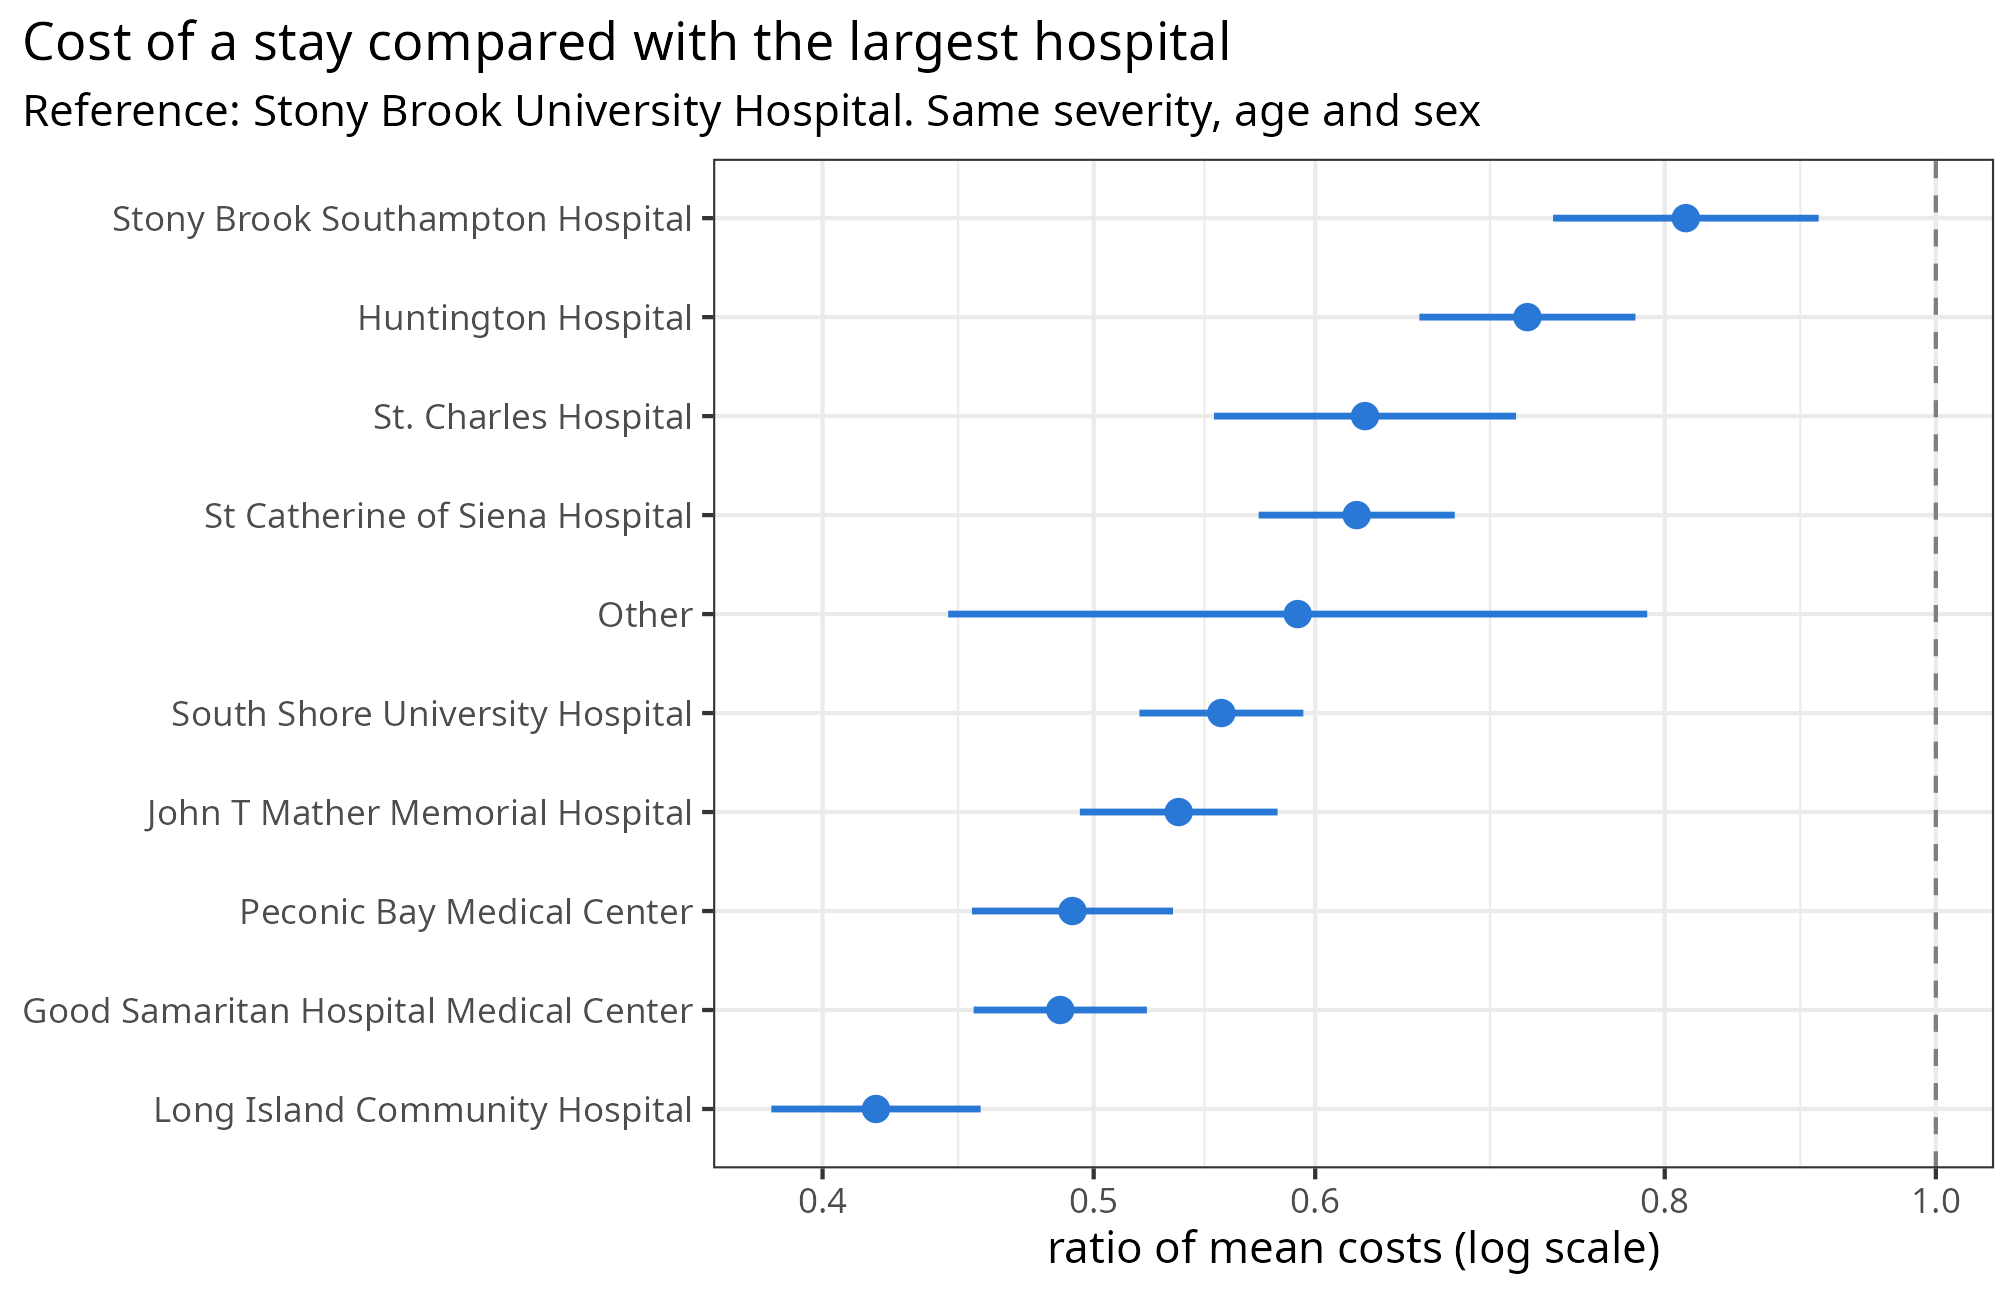 Cost of a stay compared with the largest hospital
Reference: Stony Brook University Hospital. Same severity, age and sex
Stony Brook Southampton Hospital
Huntington Hospital
St. Charles Hospital
St Catherine of Siena Hospital
Other
South Shore University Hospital
John T Mather Memorial Hospital
Peconic Bay Medical Center
Good Samaritan Hospital Medical Center
Long Island Community Hospital
0.4 0.5 0.6 0.8 1.0
ratio of mean costs (log scale)